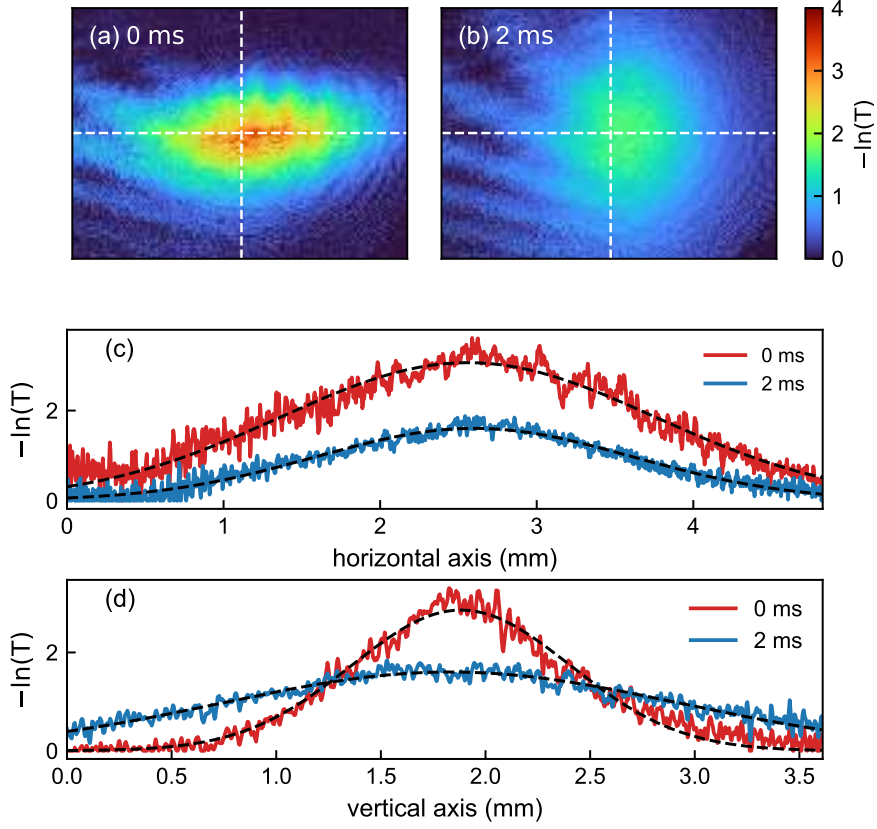 (a) 0 ms
(b) 2 ms
4
3
2
1
0
−ln(T)
(c)
0 ms
2 ms
2
0
−ln(T)
0 1 2 3 4
horizontal axis (mm)
(d)
0 ms
2 ms
2
0
−ln(T)
0.0 0.5 1.0 1.5 2.0 2.5 3.0 3.5
vertical axis (mm)